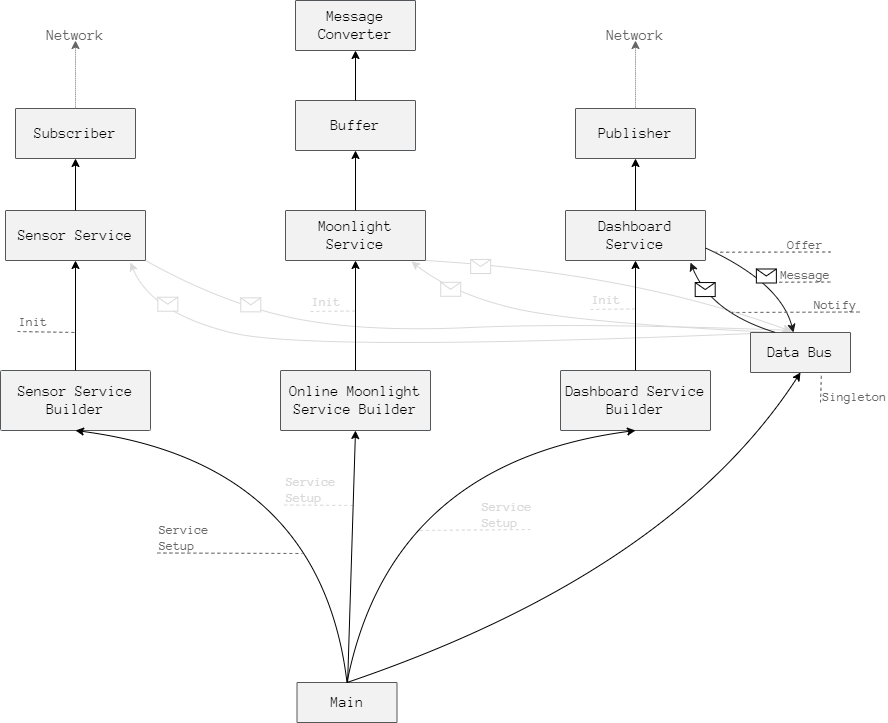 Message
Converter
Network
Network
Buffer
Subscriber
Publisher
Sensor Service
Moonlight
Service
Dashboard
Service
Offer
Message
Notify
Init
Init
Init
Data Bus
Singleton
Sensor Service
Builder
Online Moonlight
Service Builder
Dashboard Service
Builder
Service
Setup
Service
Setup
Service
Setup
Main